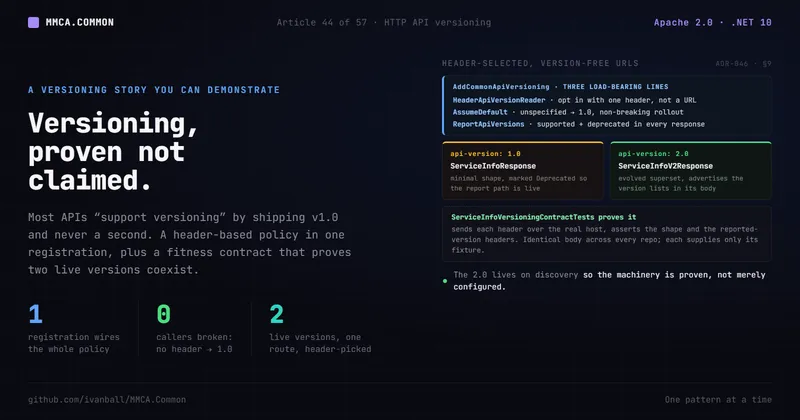 MMCA.COMMON
Article 44 of 57 · HTTP API versioning
Apache 2.0 · .NET 10
A VERSIONING STORY YOU CAN DEMONSTRATE
Versioning,
proven not
claimed.
Most APIs “support versioning” by shipping v1.0
and never a second. A header-based policy in one
registration, plus a fitness contract that proves
two live versions coexist.
1
registration wires
the whole policy
0
callers broken:
no header → 1.0
2
live versions, one
route, header-picked
HEADER-SELECTED, VERSION-FREE URLS
ADR-046 · §9
AddCommonApiVersioning · THREE LOAD-BEARING LINES
HeaderApiVersionReader · opt in with one header, not a URL
AssumeDefault · unspecified → 1.0, non-breaking rollout
ReportApiVersions · supported + deprecated in every response
api-version: 1.0
ServiceInfoResponse
minimal shape, marked Deprecated so
the report path is live
api-version: 2.0
ServiceInfoV2Response
evolved superset, advertises the
version lists in its body
ServiceInfoVersioningContractTests proves it
sends each header over the real host, asserts the shape and the reported-
version headers. Identical body across every repo; each supplies only its
fixture.
The 2.0 lives on discovery so the machinery is proven, not merely
configured.
github.com/ivanball/MMCA.Common
One pattern at a time